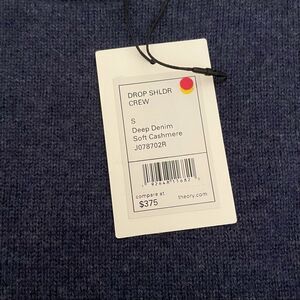 DROP SHLDR
CREW
S
Deep Denim
Soft Cashmere
J078702R
compare at
theory.com
$375